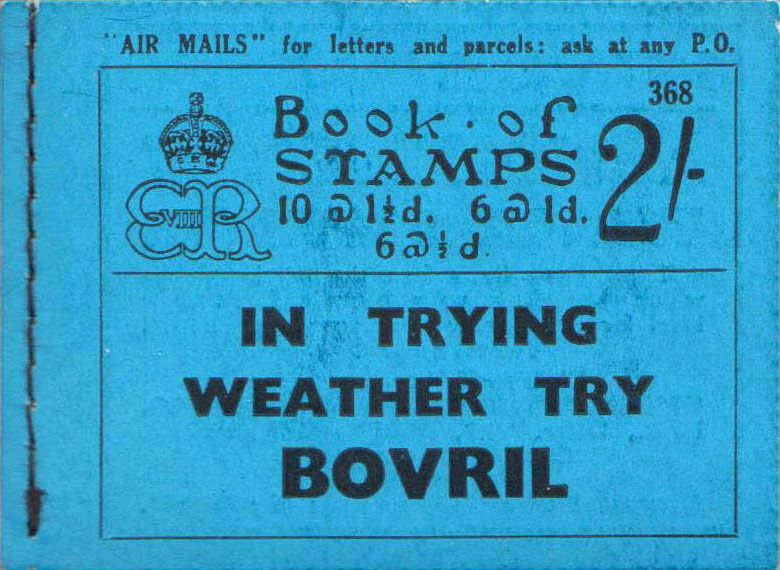 "AIR MAILS" for letters and parcels: ask at any P.O.
368
Book · of
STAMPS
2/-
10 @ 1½d. 6 @ 1d.
6 @ ½d.
E VIII R
IN TRYING
WEATHER TRY
BOVRIL